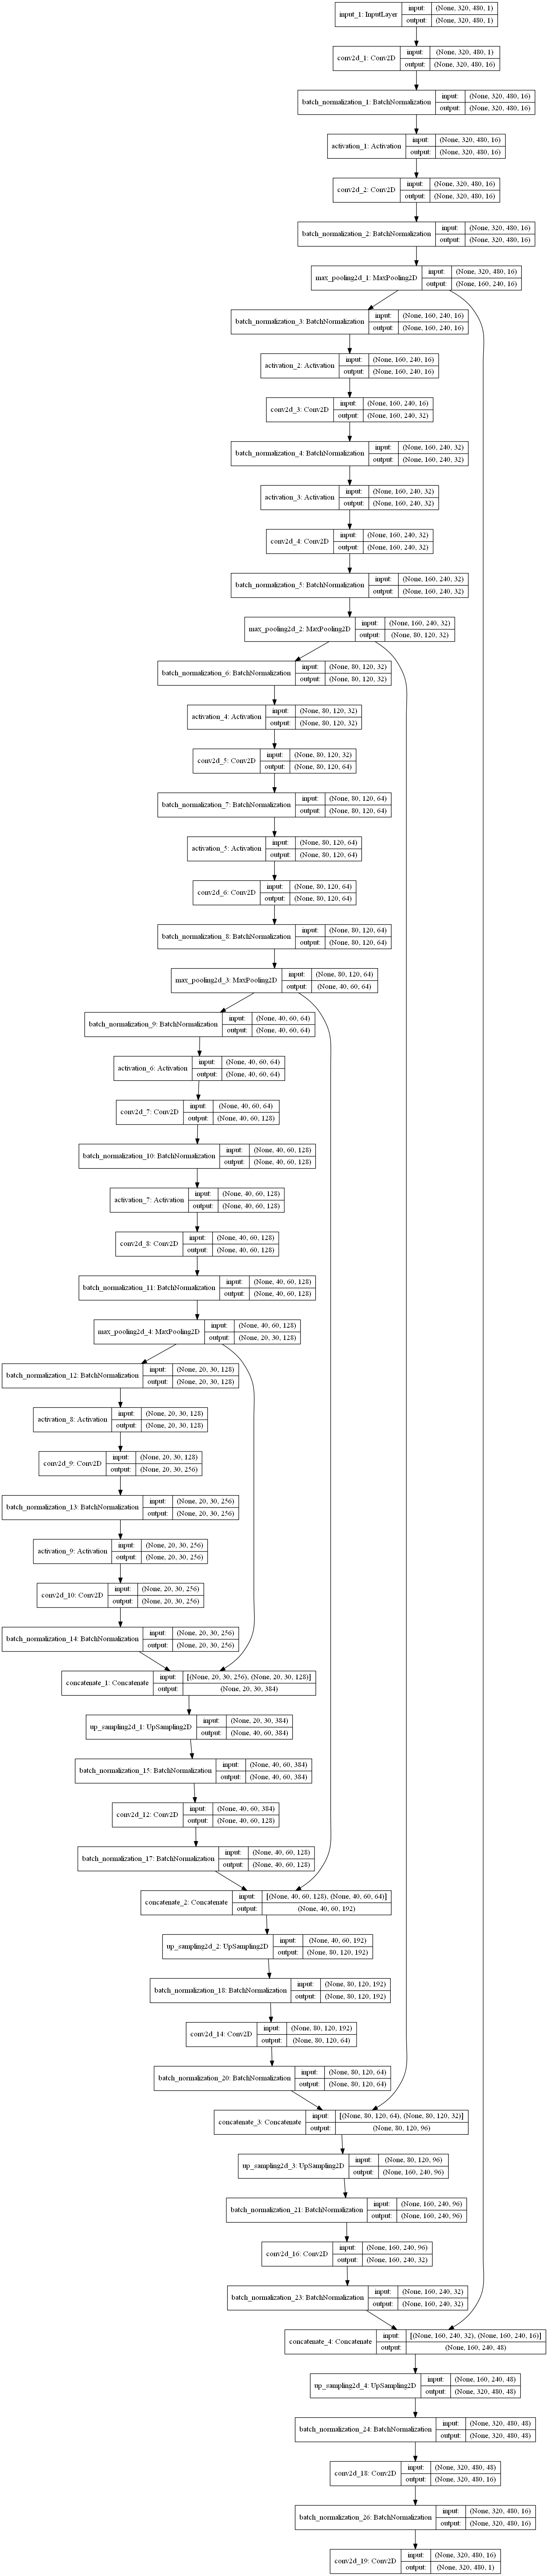 input_1: InputLayer
input: (None, 320, 480, 1)
output: (None, 320, 480, 1)
conv2d_1: Conv2D
input: (None, 320, 480, 1)
output: (None, 320, 480, 16)
batch_normalization_1: BatchNormalization
input: (None, 320, 480, 16)
output: (None, 320, 480, 16)
activation_1: Activation
input: (None, 320, 480, 16)
output: (None, 320, 480, 16)
conv2d_2: Conv2D
input: (None, 320, 480, 16)
output: (None, 320, 480, 16)
batch_normalization_2: BatchNormalization
input: (None, 320, 480, 16)
output: (None, 320, 480, 16)
max_pooling2d_1: MaxPooling2D
input: (None, 320, 480, 16)
output: (None, 160, 240, 16)
batch_normalization_3: BatchNormalization
input: (None, 160, 240, 16)
output: (None, 160, 240, 16)
activation_2: Activation
input: (None, 160, 240, 16)
output: (None, 160, 240, 16)
conv2d_3: Conv2D
input: (None, 160, 240, 16)
output: (None, 160, 240, 32)
batch_normalization_4: BatchNormalization
input: (None, 160, 240, 32)
output: (None, 160, 240, 32)
activation_3: Activation
input: (None, 160, 240, 32)
output: (None, 160, 240, 32)
conv2d_4: Conv2D
input: (None, 160, 240, 32)
output: (None, 160, 240, 32)
batch_normalization_5: BatchNormalization
input: (None, 160, 240, 32)
output: (None, 160, 240, 32)
max_pooling2d_2: MaxPooling2D
input: (None, 160, 240, 32)
output: (None, 80, 120, 32)
batch_normalization_6: BatchNormalization
input: (None, 80, 120, 32)
output: (None, 80, 120, 32)
activation_4: Activation
input: (None, 80, 120, 32)
output: (None, 80, 120, 32)
conv2d_5: Conv2D
input: (None, 80, 120, 32)
output: (None, 80, 120, 64)
batch_normalization_7: BatchNormalization
input: (None, 80, 120, 64)
output: (None, 80, 120, 64)
activation_5: Activation
input: (None, 80, 120, 64)
output: (None, 80, 120, 64)
conv2d_6: Conv2D
input: (None, 80, 120, 64)
output: (None, 80, 120, 64)
batch_normalization_8: BatchNormalization
input: (None, 80, 120, 64)
output: (None, 80, 120, 64)
max_pooling2d_3: MaxPooling2D
input: (None, 80, 120, 64)
output: (None, 40, 60, 64)
batch_normalization_9: BatchNormalization
input: (None, 40, 60, 64)
output: (None, 40, 60, 64)
activation_6: Activation
input: (None, 40, 60, 64)
output: (None, 40, 60, 64)
conv2d_7: Conv2D
input: (None, 40, 60, 64)
output: (None, 40, 60, 128)
batch_normalization_10: BatchNormalization
input: (None, 40, 60, 128)
output: (None, 40, 60, 128)
activation_7: Activation
input: (None, 40, 60, 128)
output: (None, 40, 60, 128)
conv2d_8: Conv2D
input: (None, 40, 60, 128)
output: (None, 40, 60, 128)
batch_normalization_11: BatchNormalization
input: (None, 40, 60, 128)
output: (None, 40, 60, 128)
max_pooling2d_4: MaxPooling2D
input: (None, 40, 60, 128)
output: (None, 20, 30, 128)
batch_normalization_12: BatchNormalization
input: (None, 20, 30, 128)
output: (None, 20, 30, 128)
activation_8: Activation
input: (None, 20, 30, 128)
output: (None, 20, 30, 128)
conv2d_9: Conv2D
input: (None, 20, 30, 128)
output: (None, 20, 30, 256)
batch_normalization_13: BatchNormalization
input: (None, 20, 30, 256)
output: (None, 20, 30, 256)
activation_9: Activation
input: (None, 20, 30, 256)
output: (None, 20, 30, 256)
conv2d_10: Conv2D
input: (None, 20, 30, 256)
output: (None, 20, 30, 256)
batch_normalization_14: BatchNormalization
input: (None, 20, 30, 256)
output: (None, 20, 30, 256)
concatenate_1: Concatenate
input: [(None, 20, 30, 256), (None, 20, 30, 128)]
output: (None, 20, 30, 384)
up_sampling2d_1: UpSampling2D
input: (None, 20, 30, 384)
output: (None, 40, 60, 384)
batch_normalization_15: BatchNormalization
input: (None, 40, 60, 384)
output: (None, 40, 60, 384)
conv2d_12: Conv2D
input: (None, 40, 60, 384)
output: (None, 40, 60, 128)
batch_normalization_17: BatchNormalization
input: (None, 40, 60, 128)
output: (None, 40, 60, 128)
concatenate_2: Concatenate
input: [(None, 40, 60, 128), (None, 40, 60, 64)]
output: (None, 40, 60, 192)
up_sampling2d_2: UpSampling2D
input: (None, 40, 60, 192)
output: (None, 80, 120, 192)
batch_normalization_18: BatchNormalization
input: (None, 80, 120, 192)
output: (None, 80, 120, 192)
conv2d_14: Conv2D
input: (None, 80, 120, 192)
output: (None, 80, 120, 64)
batch_normalization_20: BatchNormalization
input: (None, 80, 120, 64)
output: (None, 80, 120, 64)
concatenate_3: Concatenate
input: [(None, 80, 120, 64), (None, 80, 120, 32)]
output: (None, 80, 120, 96)
up_sampling2d_3: UpSampling2D
input: (None, 80, 120, 96)
output: (None, 160, 240, 96)
batch_normalization_21: BatchNormalization
input: (None, 160, 240, 96)
output: (None, 160, 240, 96)
conv2d_16: Conv2D
input: (None, 160, 240, 96)
output: (None, 160, 240, 32)
batch_normalization_23: BatchNormalization
input: (None, 160, 240, 32)
output: (None, 160, 240, 32)
concatenate_4: Concatenate
input: [(None, 160, 240, 32), (None, 160, 240, 16)]
output: (None, 160, 240, 48)
up_sampling2d_4: UpSampling2D
input: (None, 160, 240, 48)
output: (None, 320, 480, 48)
batch_normalization_24: BatchNormalization
input: (None, 320, 480, 48)
output: (None, 320, 480, 48)
conv2d_18: Conv2D
input: (None, 320, 480, 48)
output: (None, 320, 480, 16)
batch_normalization_26: BatchNormalization
input: (None, 320, 480, 16)
output: (None, 320, 480, 16)
conv2d_19: Conv2D
input: (None, 320, 480, 16)
output: (None, 320, 480, 1)